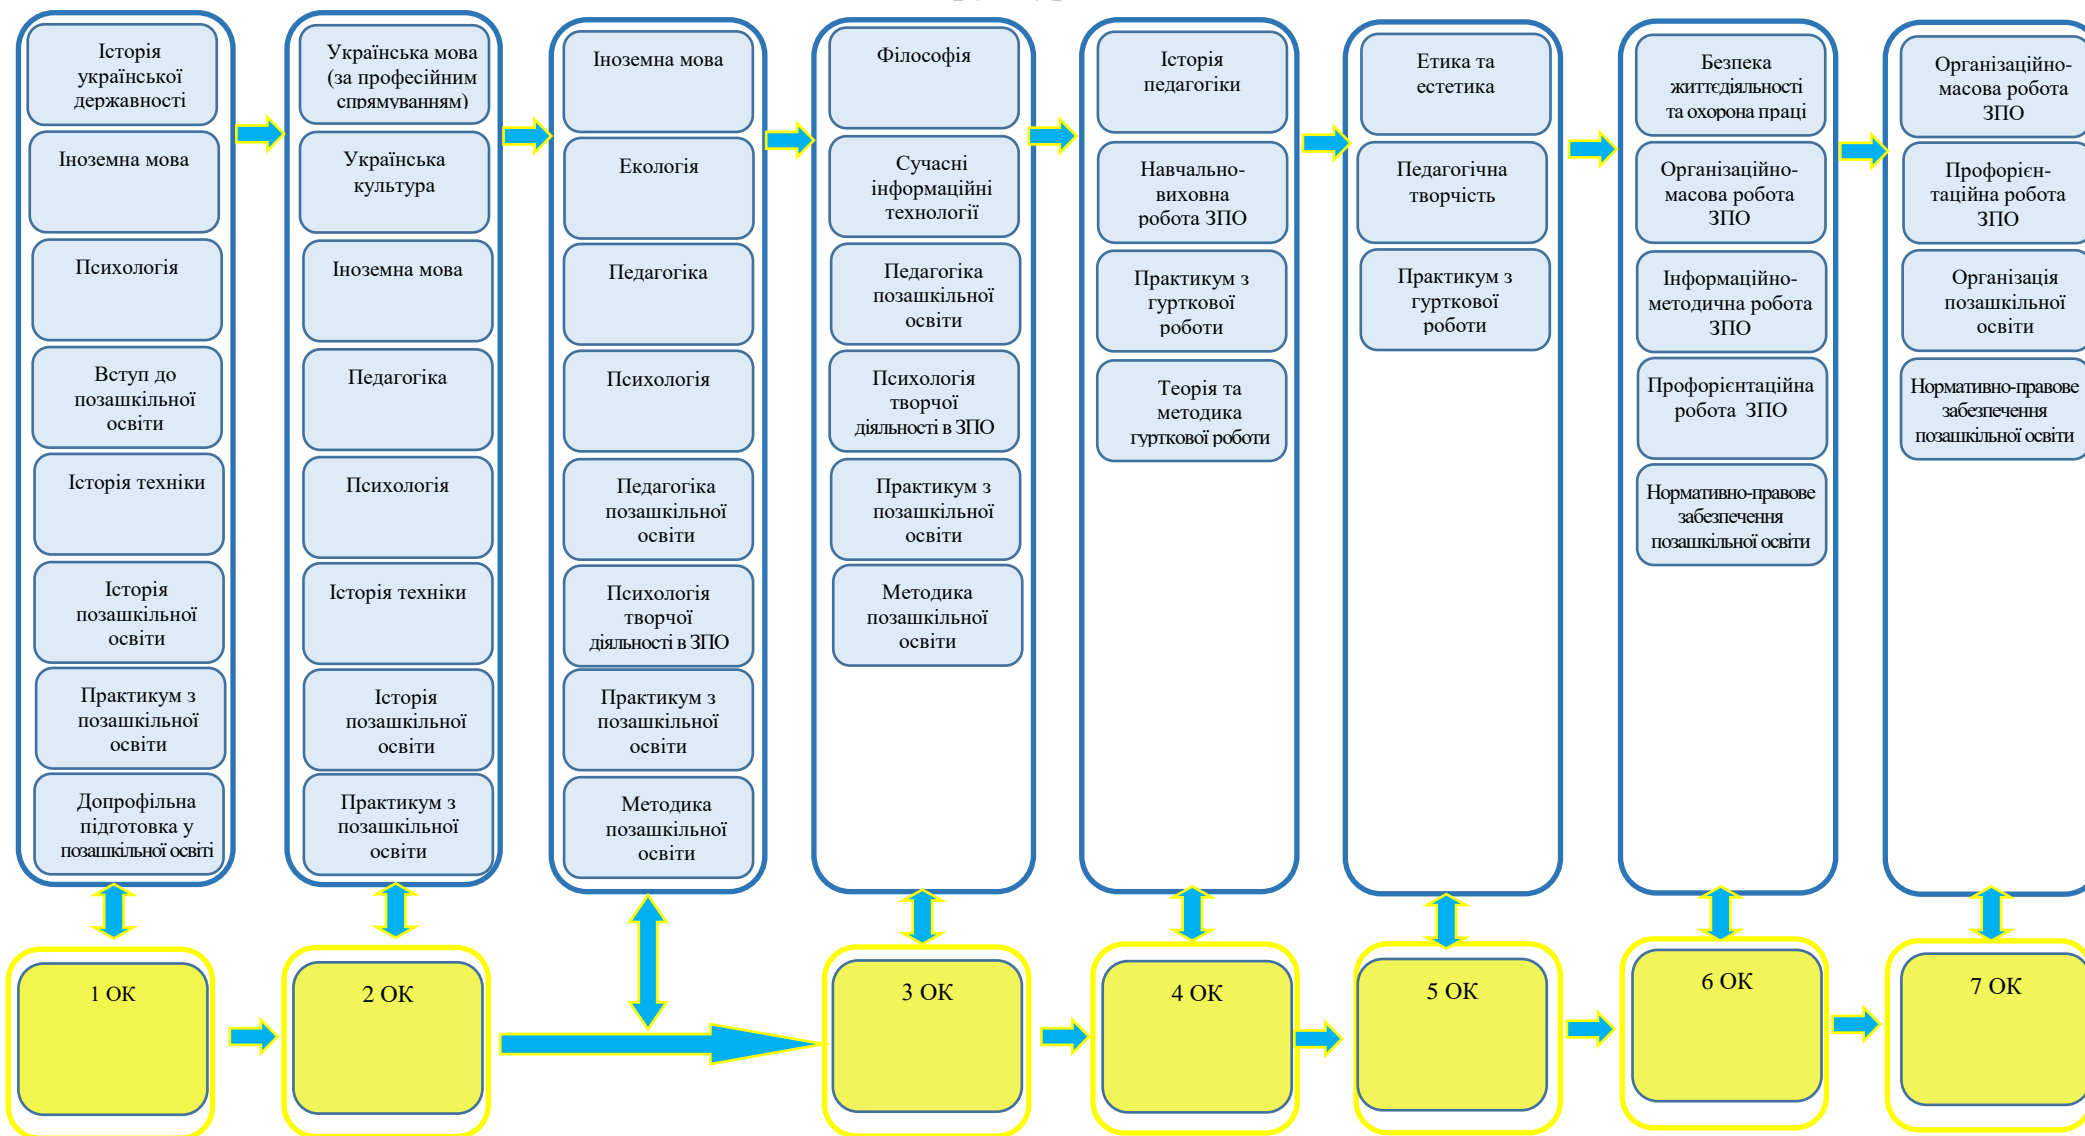 Історія
української
державності
Іноземна мова
Психологія
Вступ до
позашкільної
освіти
Історія техніки
Історія
позашкільної
освіти
Практикум з
позашкільної
освіти
Допрофільна
підготовка у
позашкільної освіті
Українська мова
(за професійним
спрямуванням)
Українська
культура
Іноземна мова
Педагогіка
Психологія
Історія техніки
Історія
позашкільної
освіти
Практикум з
позашкільної
освіти
Іноземна мова
Екологія
Педагогіка
Психологія
Педагогіка
позашкільної
освіти
Психологія
творчої
діяльності в ЗПО
Практикум з
позашкільної
освіти
Методика
позашкільної
освіти
Філософія
Сучасні
інформаційні
технології
Педагогіка
позашкільної
освіти
Психологія
творчої
діяльності в ЗПО
Практикум з
позашкільної
освіти
Методика
позашкільної
освіти
Історія
педагогіки
Навчально-
виховна
робота ЗПО
Практикум з
гурткової
роботи
Теорія та
методика
гурткової роботи
Етика та
естетика
Педагогічна
творчість
Практикум з
гурткової
роботи
Безпека
життєдіяльності
та охорона праці
Організаційно-
масова робота
ЗПО
Інформаційно-
методична робота
ЗПО
Профорієнтаційна
робота ЗПО
Нормативно-правове
забезпечення
позашкільної освіти
Організаційно-
масова робота
ЗПО
Профорієн-
таційна робота
ЗПО
Організація
позашкільної
освіти
Нормативно-правове
забезпечення
позашкільної освіти
1 ОК
2 ОК
3 ОК
4 ОК
5 ОК
6 ОК
7 ОК